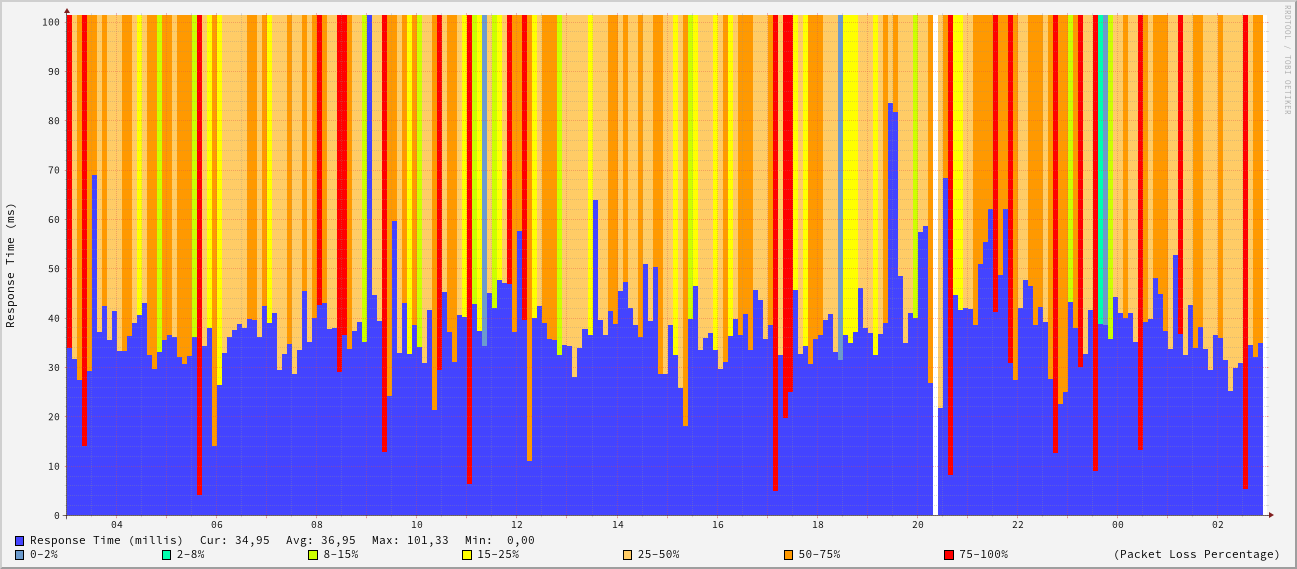 RRDTOOL / TOBI OETIKER
Response Time (ms)
100
90
80
70
60
50
40
30
20
10
0
04 06 08 10 12 14 16 18 20 22 00 02
Response Time (millis) Cur: 34,95 Avg: 36,95 Max: 101,33 Min: 0,00
0-2% 2-8% 8-15% 15-25% 25-50% 50-75% 75-100% (Packet Loss Percentage)